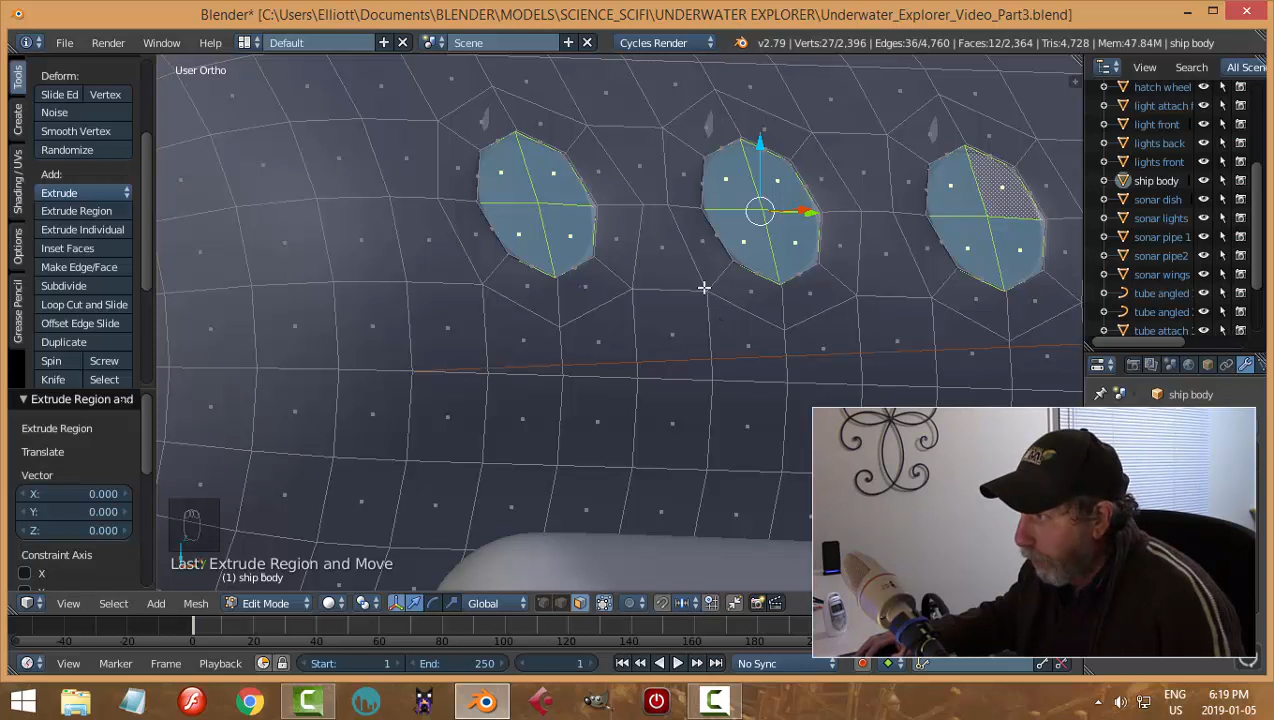 Blender* [C:\Users\Elliott\Documents\BLENDER\MODELS\SCIENCE_SCIFI\UNDERWATER EXPLORER\Underwater_Explorer_Video_Part3.blend]
File Render Window Help Default Scene Cycles Render v2.79 | Verts:27/2,396 | Edges:36/4,760 | Faces:12/2,364 | Tris:4,728 | Mem:47.84M | ship body
View Search All Scen
Tools
Create
Shading / UVs
Options
Grease Pencil
Deform:
Slide Ed Vertex
Noise
Smooth Vertex
Randomize
Add:
Extrude
Extrude Region
Extrude Individual
Inset Faces
Make Edge/Face
Subdivide
Loop Cut and Slide
Offset Edge Slide
Duplicate
Spin Screw
Knife Select
Extrude Region and
Extrude Region
Translate
Vector
X: 0.000
Y: 0.000
Z: 0.000
Constraint Axis
X
User Ortho
Last: Extrude Region and Move
(1) ship body
hatch wheel
light attach f
light front
lights back
lights front
ship body
sonar dish
sonar lights
sonar pipe 1
sonar pipe2
sonar wings
tube angled
tube angled
tube attach
ship body
View Select Add Mesh Edit Mode Global
-40 -20 0 20 40 60 80 100 120 140 160 180
View Marker Frame Playback Start: 1 End: 250 1 No Sync
ENG
US
6:19 PM
2019-01-05